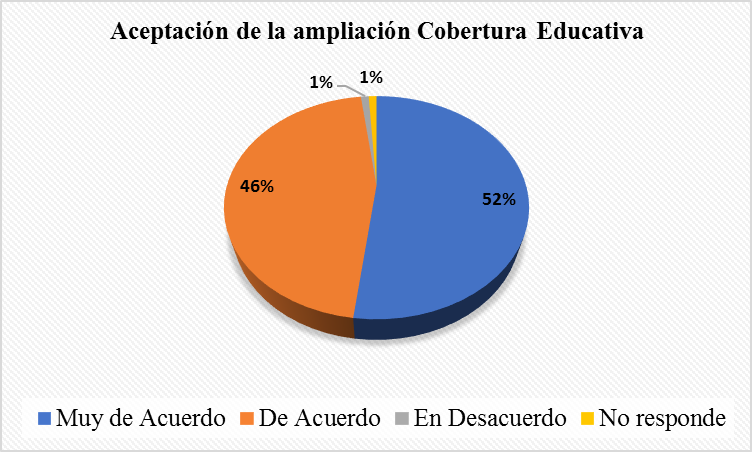 Aceptación de la ampliación Cobertura Educativa
1%
1%
46%
52%
Muy de Acuerdo
De Acuerdo
En Desacuerdo
No responde